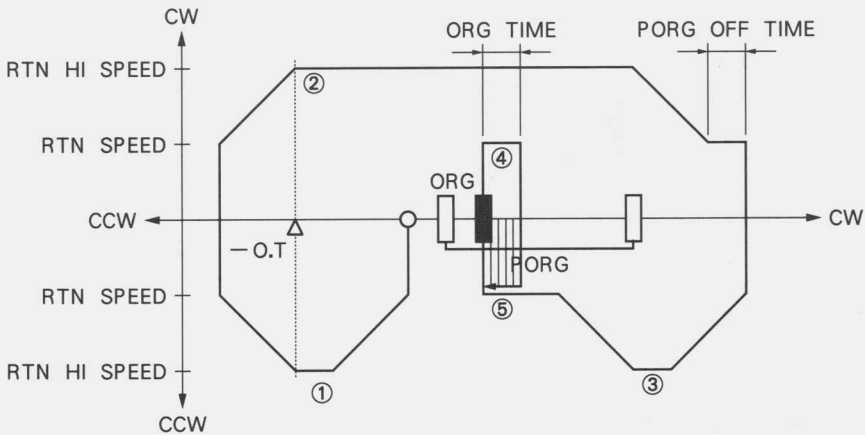 CW
ORG TIME
PORG OFF TIME
RTN HI SPEED
②
RTN SPEED
④
ORG
CCW
CW
－O.T
PORG
RTN SPEED
⑤
RTN HI SPEED
①
③
CCW